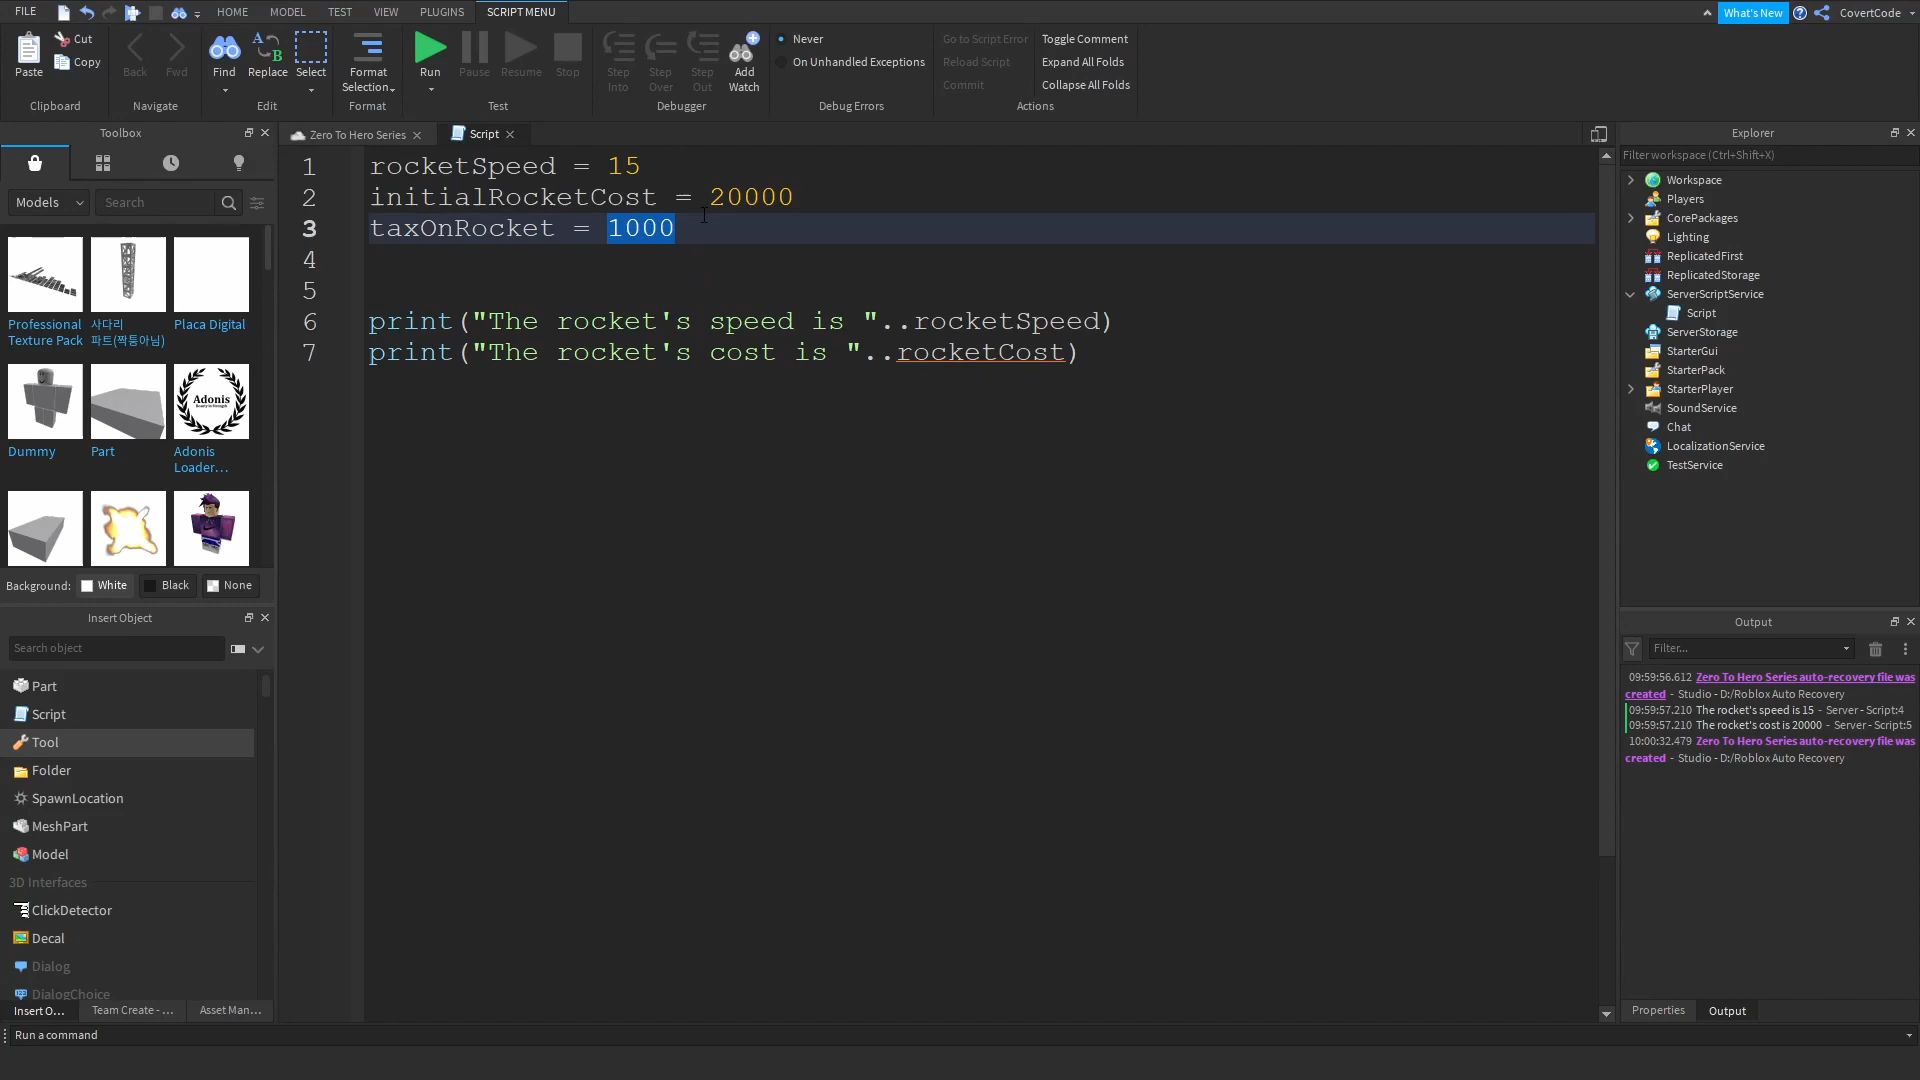 FILE
HOME
MODEL
TEST
VIEW
PLUGINS
SCRIPT MENU
What's New
CovertCode
Paste
Cut
Copy
Clipboard
Back
Fwd
Navigate
Find
Replace
Select
Edit
Format
Selection
Format
Run
Pause
Resume
Stop
Test
Step
Into
Step
Over
Step
Out
Add
Watch
Debugger
Never
On Unhandled Exceptions
Debug Errors
Go to Script Error
Reload Script
Commit
Toggle Comment
Expand All Folds
Collapse All Folds
Actions
Toolbox
Models
Search
Professional
Texture Pack
사다리
파트(짝퉁아님)
Placa Digital
Dummy
Part
Adonis
Adonis
Loader...
Background:
White
Black
None
Insert Object
Search object
Part
Script
Tool
Folder
SpawnLocation
MeshPart
Model
3D Interfaces
ClickDetector
Decal
Dialog
DialogChoice
Insert O...
Team Create - ...
Asset Man...
Run a command
Zero To Hero Series
Script
1 rocketSpeed = 15
2 initialRocketCost = 20000
3 taxOnRocket = 1000
4
5
6 print("The rocket's speed is "..rocketSpeed)
7 print("The rocket's cost is "..rocketCost)
Explorer
Filter workspace (Ctrl+Shift+X)
Workspace
Players
CorePackages
Lighting
ReplicatedFirst
ReplicatedStorage
ServerScriptService
Script
ServerStorage
StarterGui
StarterPack
StarterPlayer
SoundService
Chat
LocalizationService
TestService
Output
Filter...
09:59:56.612 Zero To Hero Series auto-recovery file was
created - Studio - D:/Roblox Auto Recovery
09:59:57.210 The rocket's speed is 15 - Server - Script:4
09:59:57.210 The rocket's cost is 20000 - Server - Script:5
10:00:32.479 Zero To Hero Series auto-recovery file was
created - Studio - D:/Roblox Auto Recovery
Properties
Output